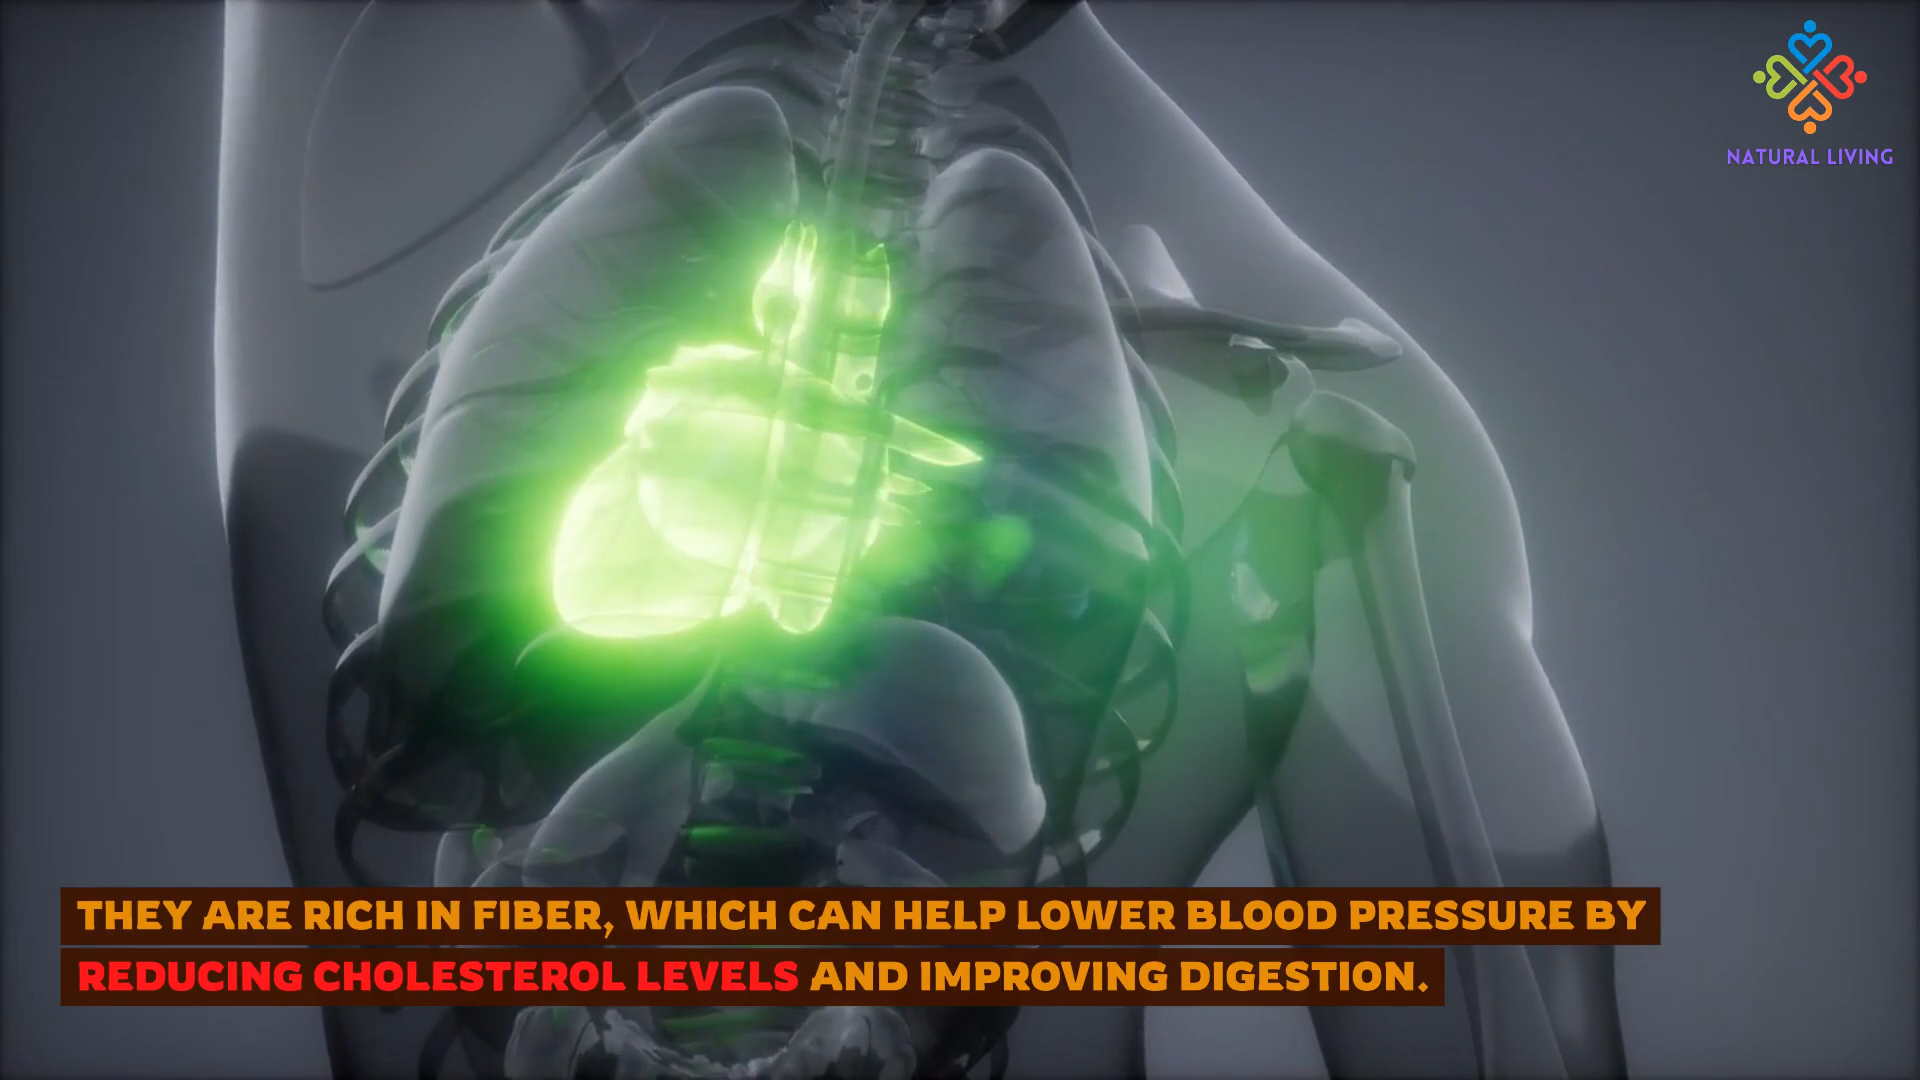 NATURAL LIVING
THEY ARE RICH IN FIBER, WHICH CAN HELP LOWER BLOOD PRESSURE BY
REDUCING CHOLESTEROL LEVELS AND IMPROVING DIGESTION.